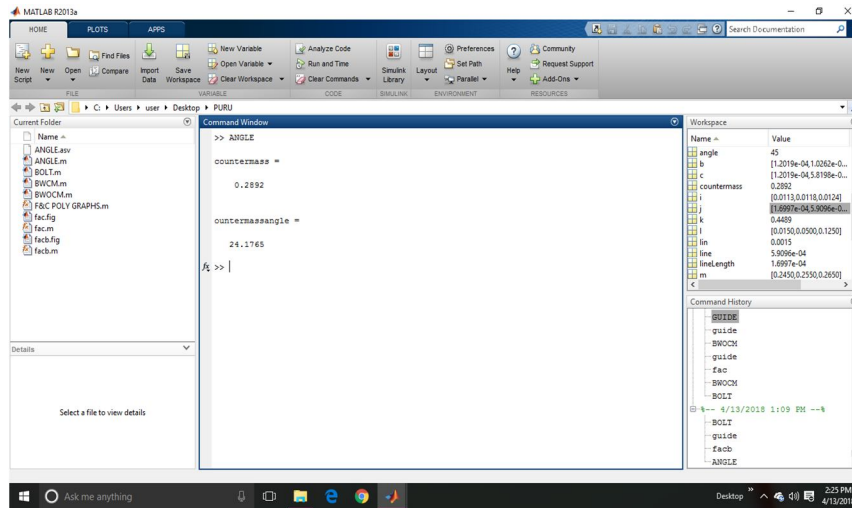 MATLAB R2013a
HOME PLOTS APPS
Search Documentation
New Script
New
Open
Find Files
Compare
Import Data
Save Workspace
New Variable
Open Variable
Clear Workspace
Analyze Code
Run and Time
Clear Commands
Simulink Library
Layout
Preferences
Set Path
Parallel
Help
Community
Request Support
Add-Ons
FILE VARIABLE CODE SIMULINK ENVIRONMENT RESOURCES
C: Users user Desktop PURU
Current Folder
Name
ANGLE.asv
ANGLE.m
BOLT.m
BWCM.m
BWOCM.m
F&C POLY GRAPHS.m
fac.fig
fac.m
facb.fig
facb.m
Details
Select a file to view details
Command Window
>> ANGLE
countermass =
0.2892
ountermassangle =
24.1765
fx >>
Workspace
Name Value
angle 45
b [1.2019e-04,1.0262e-0...
c [1.2019e-04,5.8198e-0...
countermass 0.2892
i [0.0113,0.0118,0.0124]
j [1.6997e-04,5.9096e-0...
k 0.4489
l [0.0150,0.0500,0.1250]
lin 0.0015
line 5.9096e-04
lineLength 1.6997e-04
m [0.2450,0.2550,0.2650]
Command History
GUIDE
guide
BWOCM
guide
fac
BWOCM
BOLT
%-- 4/13/2018 1:09 PM --%
BOLT
guide
facb
ANGLE
Ask me anything
Desktop
2:25 PM
4/13/201